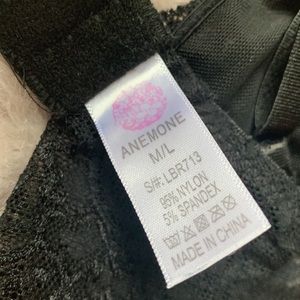 ANEMONE
M/L
S/#: LBR713
95% NYLON
5% SPANDEX
MADE IN CHINA